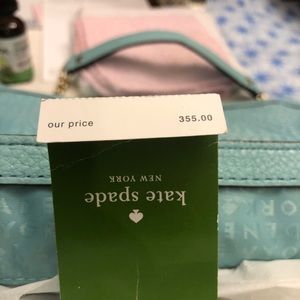 our price 355.00
kate spade
NEW YORK